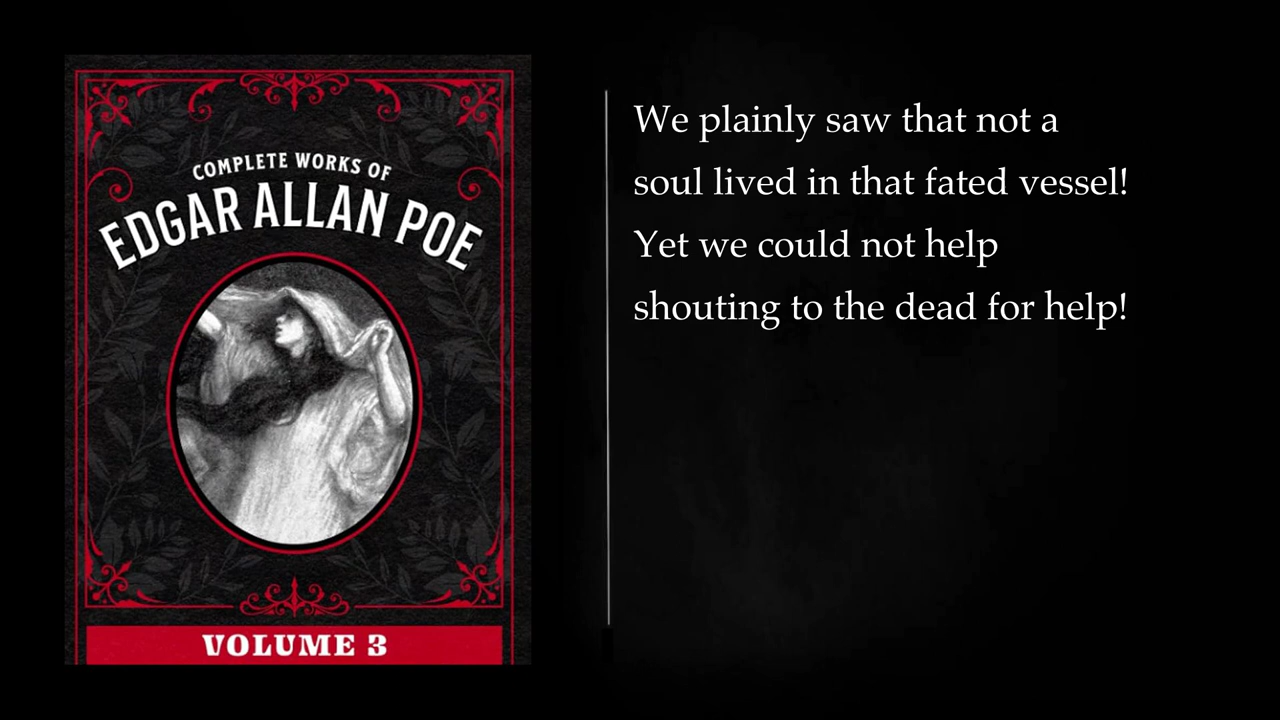 COMPLETE WORKS OF
EDGAR ALLAN POE
VOLUME 3
We plainly saw that not a
soul lived in that fated vessel!
Yet we could not help
shouting to the dead for help!